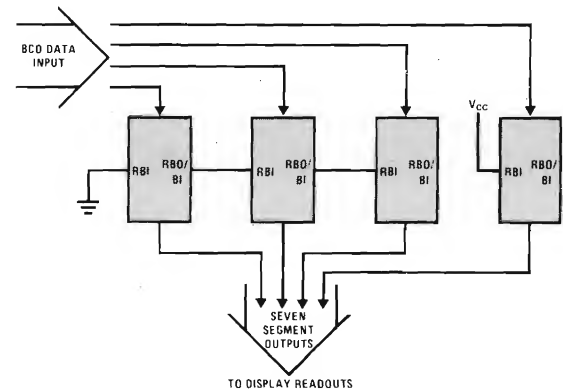 BCO DATA
INPUT
VCC
RBI
RBO/
BI
RBI
RBO/
BI
RBI
RBO/
BI
RBI
RBO/
BI
SEVEN
SEGMENT
OUTPUTS
TO DISPLAY READOUTS